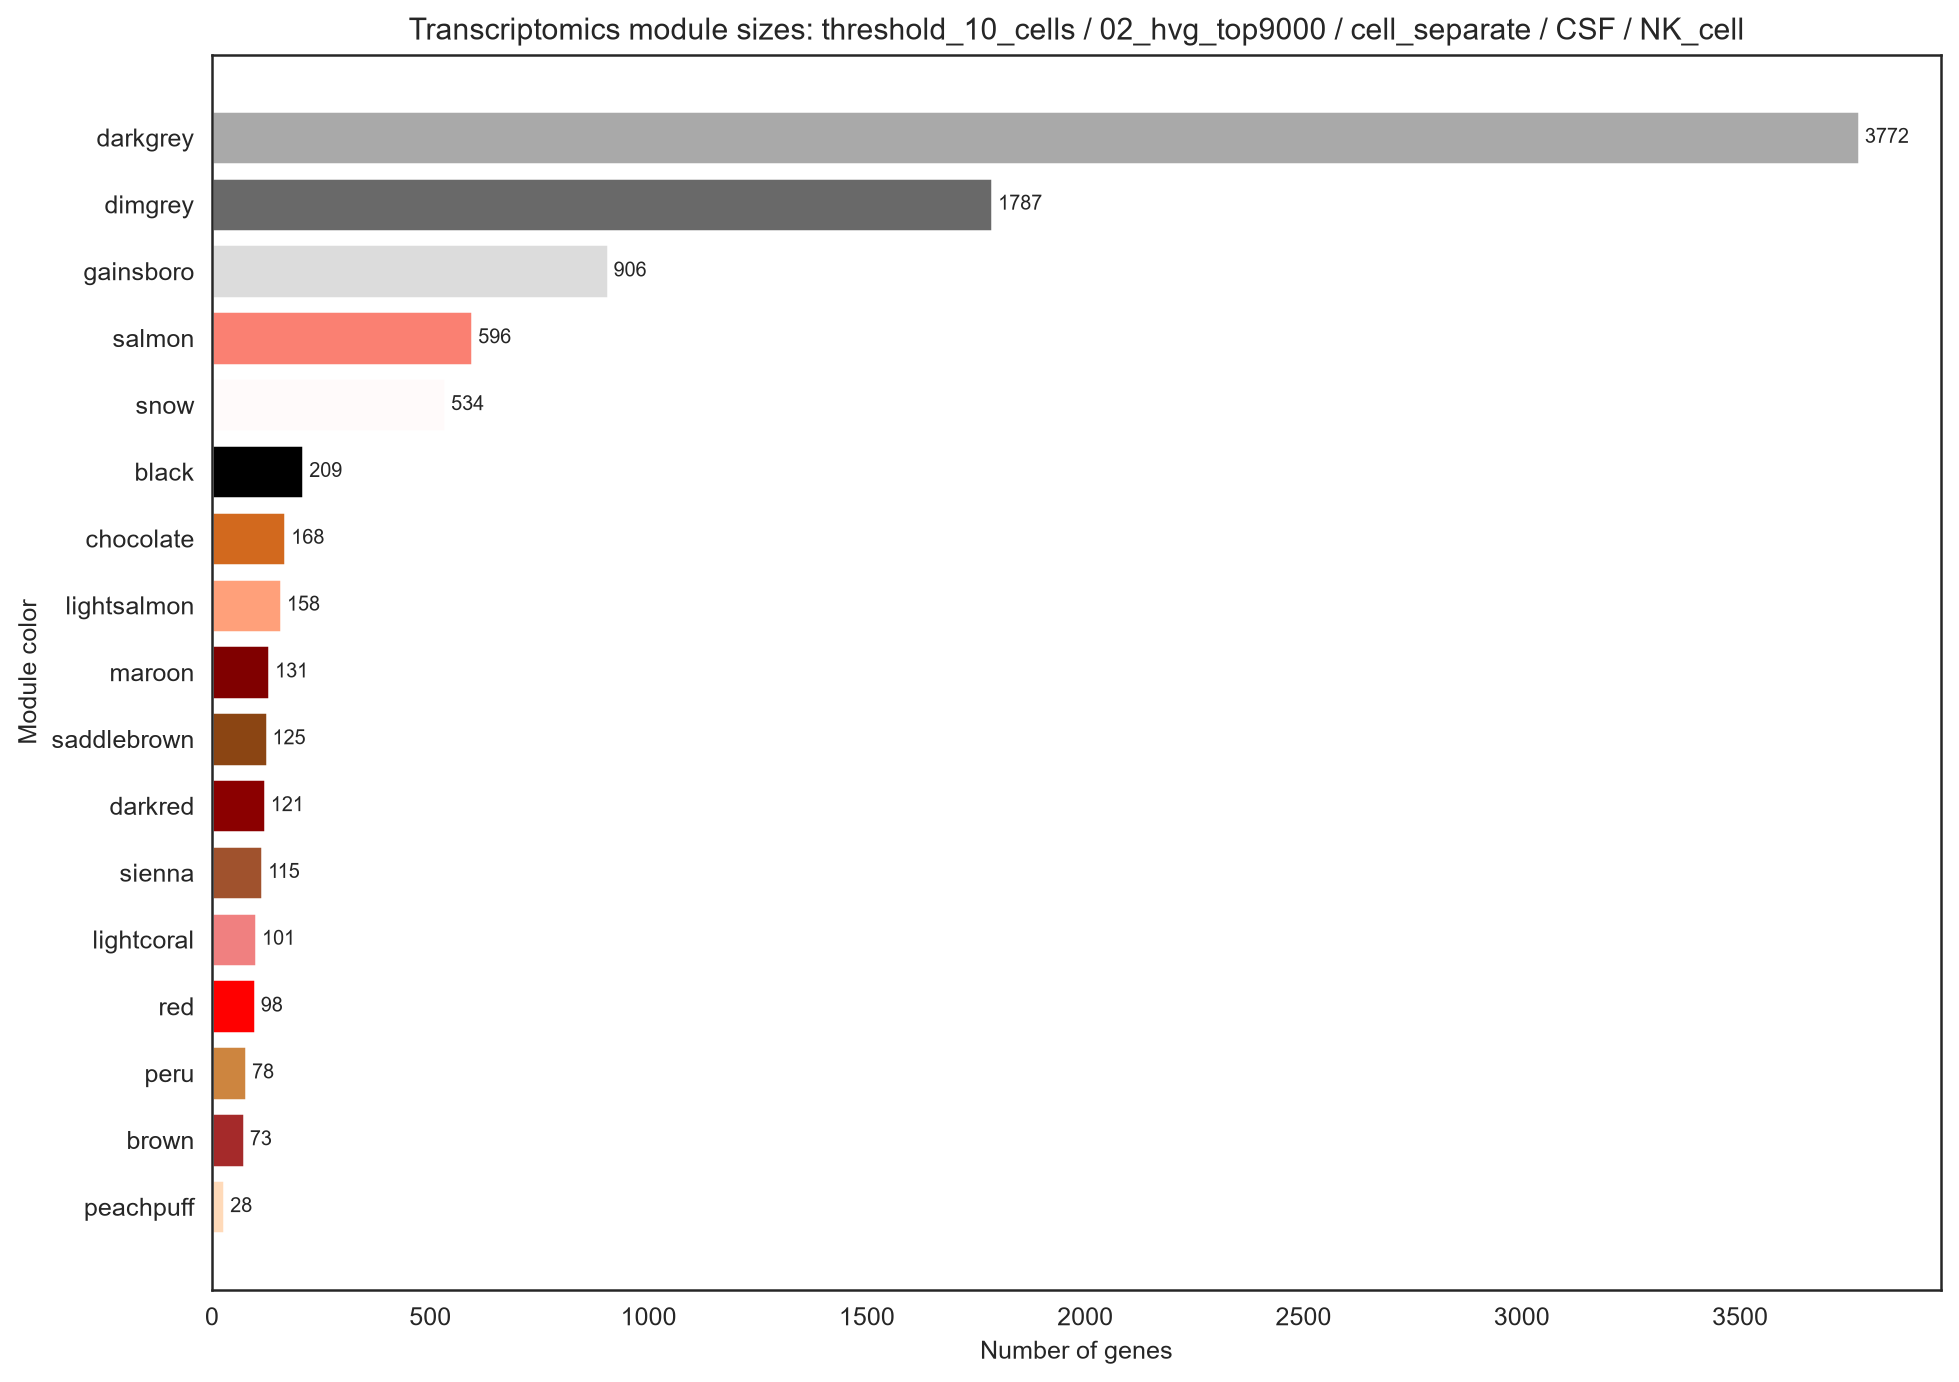 Transcriptomics module sizes: threshold_10_cells / 02_hvg_top9000 / cell_separate / CSF / NK_cell
darkgrey 3772
dimgrey 1787
gainsboro 906
salmon 596
snow 534
black 209
chocolate 168
lightsalmon 158
maroon 131
saddlebrown 125
darkred 121
sienna 115
lightcoral 101
red 98
peru 78
brown 73
peachpuff 28
Module color
0 500 1000 1500 2000 2500 3000 3500
Number of genes